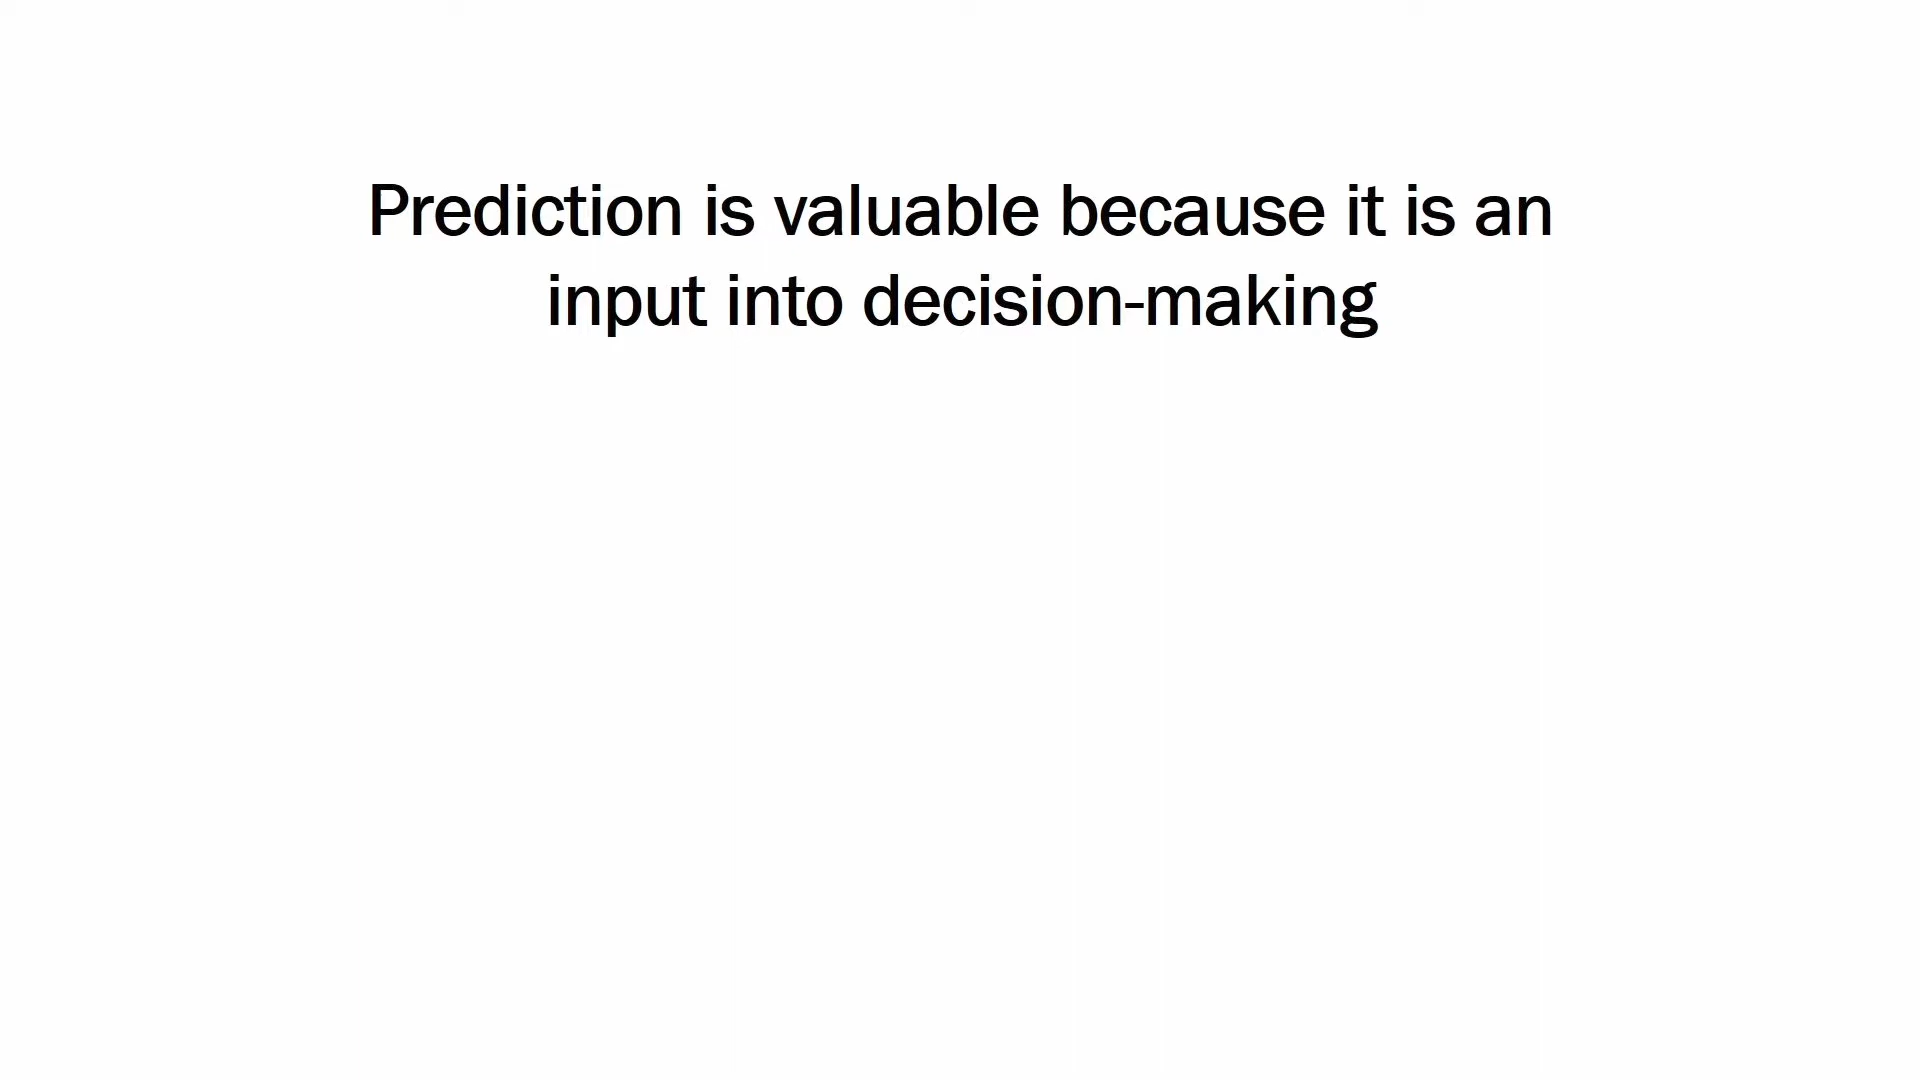 Prediction is valuable because it is an
input into decision-making